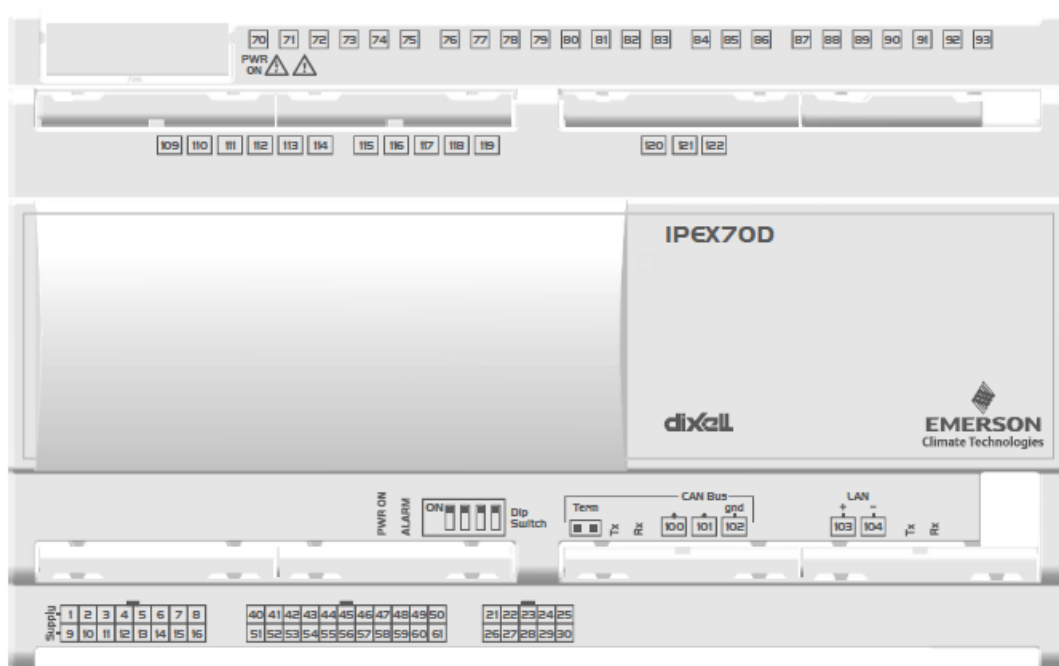 70 71 72 73 74 75 76 77 78 79 80 81 82 83 84 85 86 87 88 89 90 91 92 93
PWR
ON
109 110 111 112 113 114 115 116 117 118 119 120 121 122
IPEX70D
dixell
EMERSON
Climate Technologies
PWR ON
ALARM
ON
Dip
Switch
Term
Tx
Rx
CAN Bus
+ - gnd
100 101 102
LAN
+ -
103 104
Tx
Rx
Supply
1 2 3 4 5 6 7 8
9 10 11 12 13 14 15 16
40 41 42 43 44 45 46 47 48 49 50
51 52 53 54 55 56 57 58 59 60 61
21 22 23 24 25
26 27 28 29 30